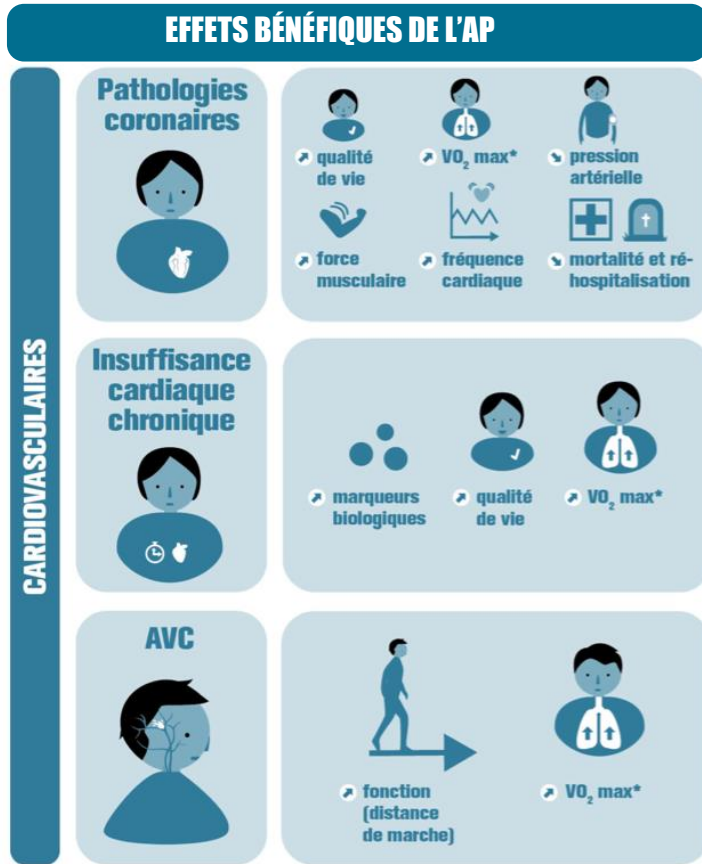 EFFETS BÉNÉFIQUES DE L'AP
CARDIOVASCULAIRES
Pathologies
coronaires
↗ qualité
de vie
↗ VO₂ max*
↘ pression
artérielle
↗ force
musculaire
↗ fréquence
cardiaque
↘ mortalité et ré-
hospitalisation
Insuffisance
cardiaque
chronique
↗ marqueurs
biologiques
↗ qualité
de vie
↗ VO₂ max*
AVC
↗ fonction
(distance
de marche)
↗ VO₂ max*